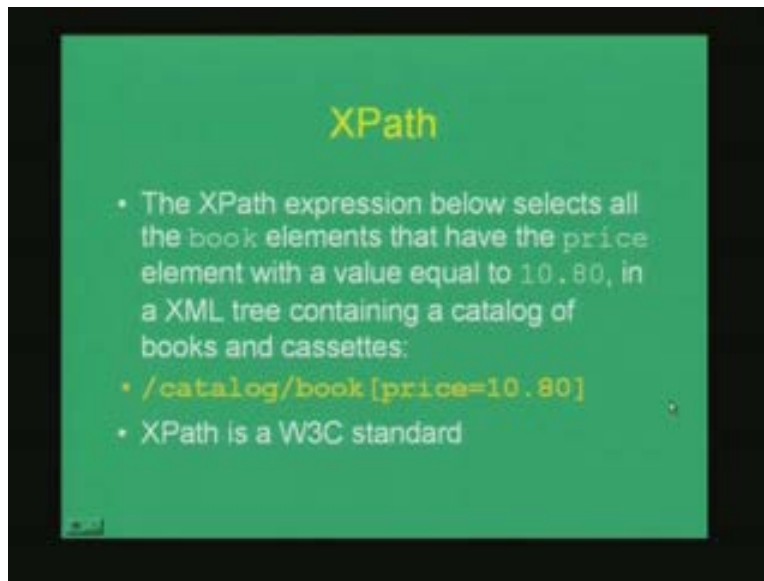 XPath
• The XPath expression below selects all
the book elements that have the price
element with a value equal to 10.80, in
a XML tree containing a catalog of
books and cassettes:
• /catalog/book[price=10.80]
• XPath is a W3C standard